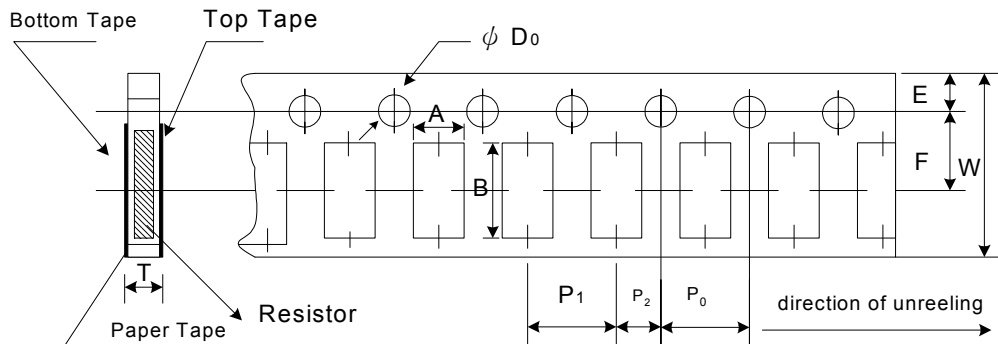 Bottom Tape
Top Tape
ψ D0
E
A
F
W
B
T
P1
P2
P0
direction of unreeling
Resistor
Paper Tape